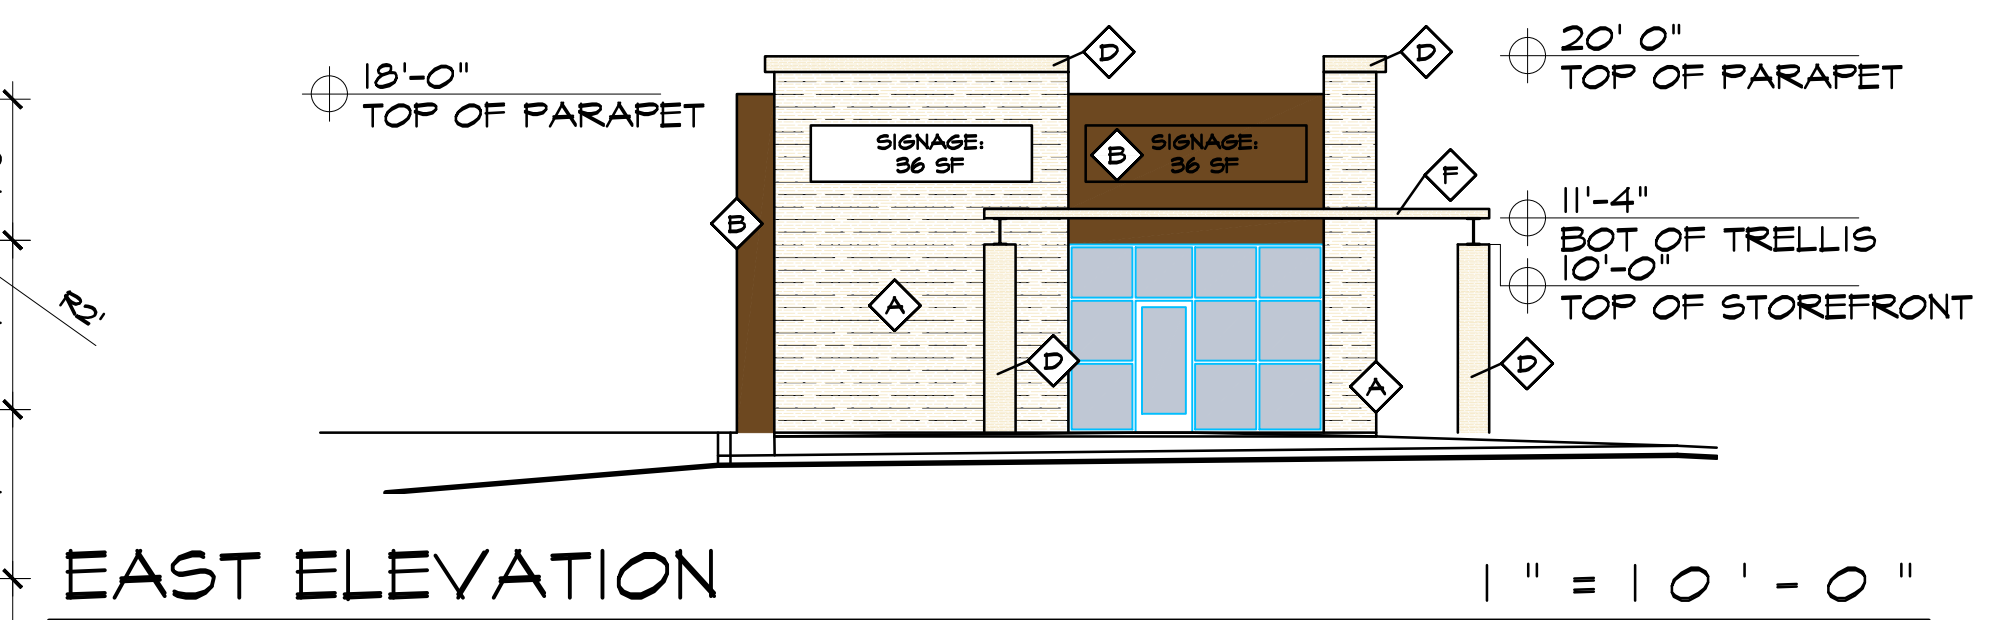 18'-0"
TOP OF PARAPET
D
D
20' 0"
TOP OF PARAPET
SIGNAGE:
36 SF
B
SIGNAGE:
36 SF
F
B
11'-4"
BOT OF TRELLIS
10'-0"
TOP OF STOREFRONT
R2'
A
D
D
A
EAST ELEVATION
1"=10'-0"